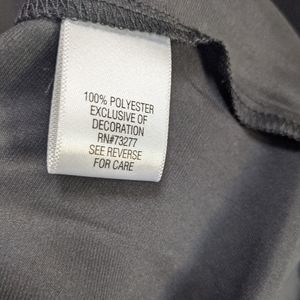 100% POLYESTER
EXCLUSIVE OF
DECORATION
RN#73277
SEE REVERSE
FOR CARE